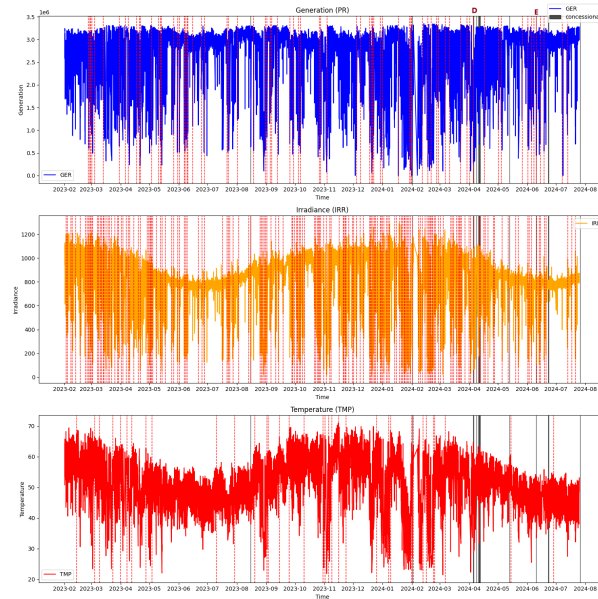 Generation (PR)
1e6
D
E
GER
concessiona
Generation
3.5
3.0
2.5
2.0
1.5
1.0
0.5
0.0
GER
2023-02 2023-03 2023-04 2023-05 2023-06 2023-07 2023-08 2023-09 2023-10 2023-11 2023-12 2024-01 2024-02 2024-03 2024-04 2024-05 2024-06 2024-07 2024-08
Time
Irradiance (IRR)
IRR
Irradiance
1200
1000
800
600
400
200
0
2023-02 2023-03 2023-04 2023-05 2023-06 2023-07 2023-08 2023-09 2023-10 2023-11 2023-12 2024-01 2024-02 2024-03 2024-04 2024-05 2024-06 2024-07 2024-08
Time
Temperature (TMP)
Temperature
70
60
50
40
30
20
TMP
2023-02 2023-03 2023-04 2023-05 2023-06 2023-07 2023-08 2023-09 2023-10 2023-11 2023-12 2024-01 2024-02 2024-03 2024-04 2024-05 2024-06 2024-07 2024-08
Time